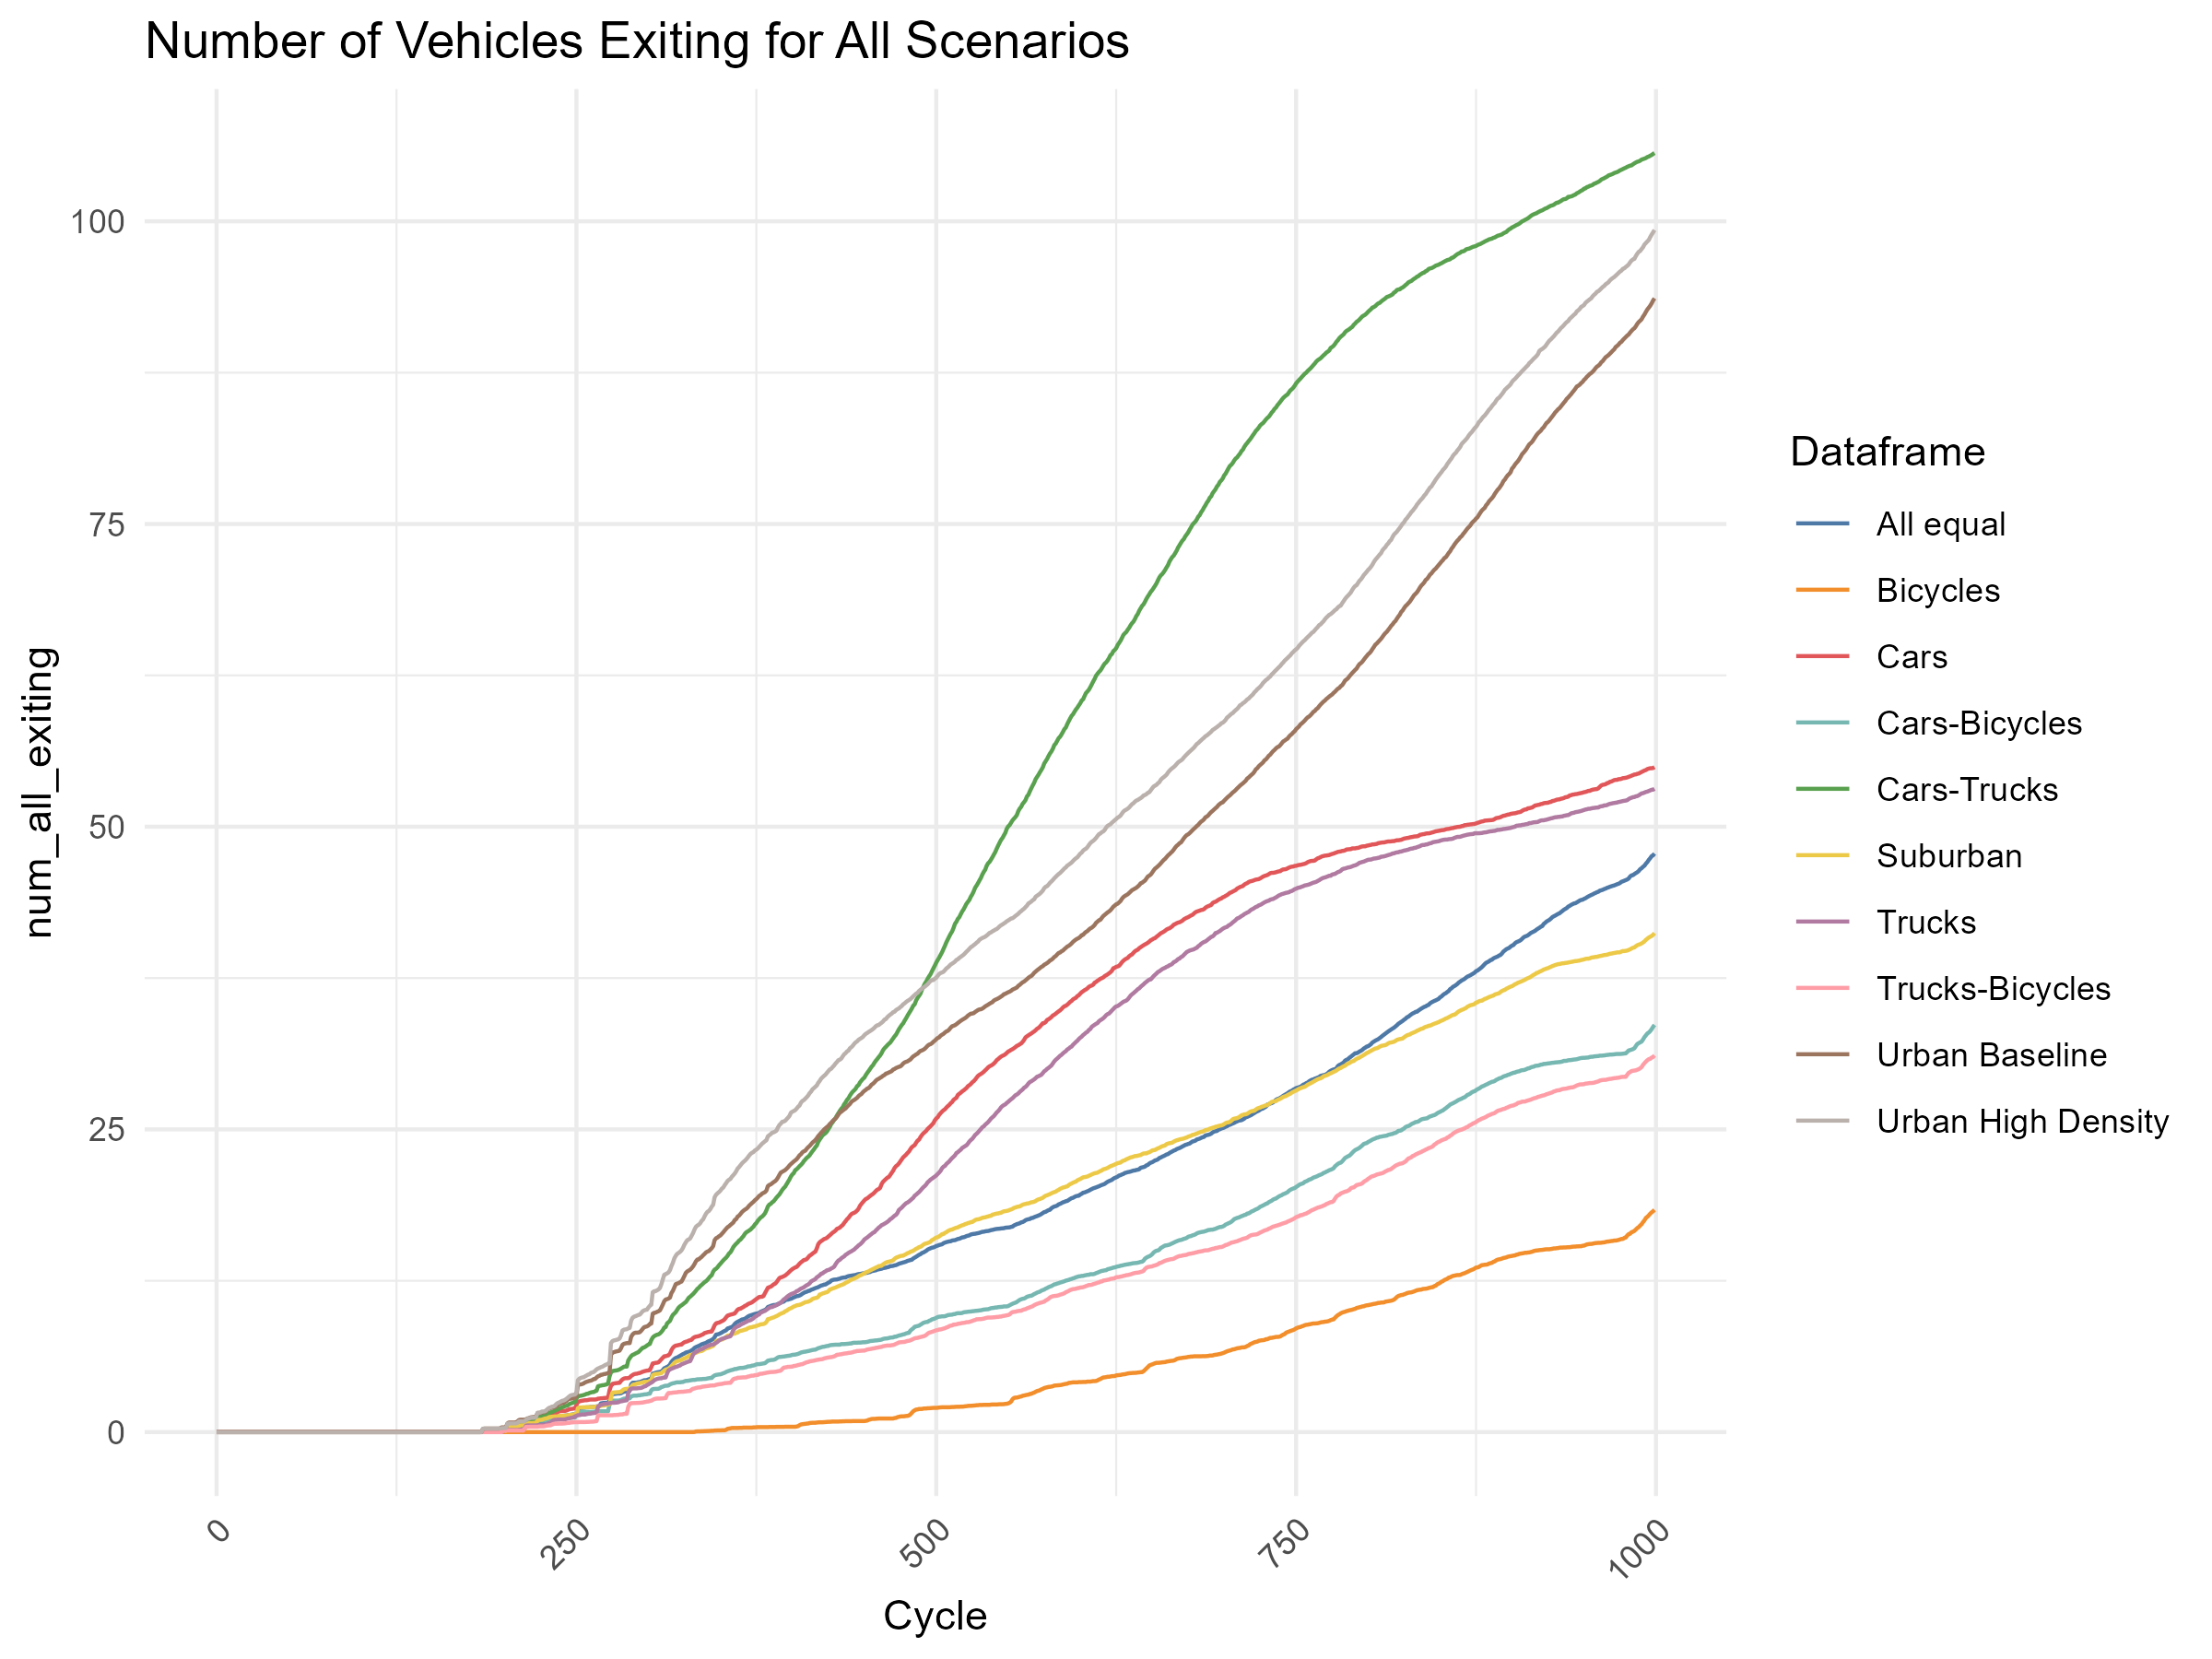 Number of Vehicles Exiting for All Scenarios
num_all_exiting
100
75
50
25
0
0
250
500
750
1000
Cycle
Dataframe
All equal
Bicycles
Cars
Cars-Bicycles
Cars-Trucks
Suburban
Trucks
Trucks-Bicycles
Urban Baseline
Urban High Density